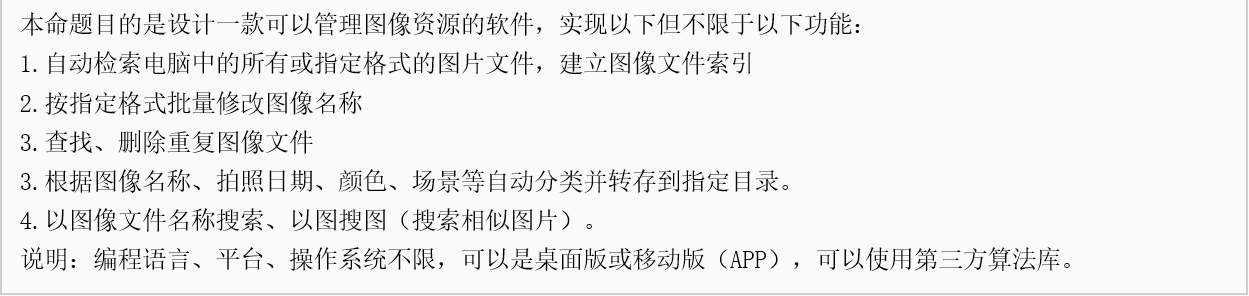 本命题目的是设计一款可以管理图像资源的软件，实现以下但不限于以下功能：
1.自动检索电脑中的所有或指定格式的图片文件，建立图像文件索引
2.按指定格式批量修改图像名称
3.查找、删除重复图像文件
3.根据图像名称、拍照日期、颜色、场景等自动分类并转存到指定目录。
4.以图像文件名称搜索、以图搜图（搜索相似图片）。
说明：编程语言、平台、操作系统不限，可以是桌面版或移动版（APP），可以使用第三方算法库。